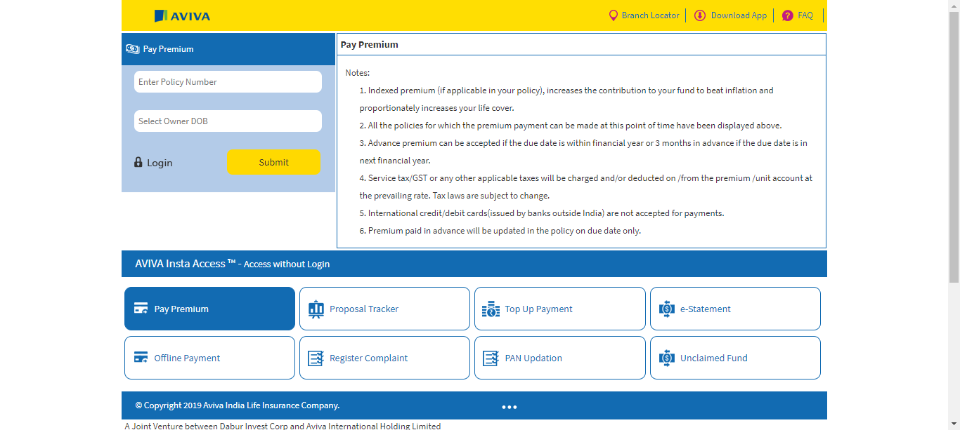 AVIVA
Branch Locator
Download App
FAQ
Pay Premium
Enter Policy Number
Select Owner DOB
Login
Submit
Pay Premium
Notes:
1. Indexed premium (if applicable in your policy), increases the contribution to your fund to beat inflation and
proportionately increases your life cover.
2. All the policies for which the premium payment can be made at this point of time have been displayed above.
3. Advance premium can be accepted if the due date is within financial year or 3 months in advance if the due date is in
next financial year.
4. Service tax/GST or any other applicable taxes will be charged and/or deducted on /from the premium /unit account at
the prevailing rate. Tax laws are subject to change.
5. International credit/debit cards(issued by banks outside India) are not accepted for payments.
6. Premium paid in advance will be updated in the policy on due date only.
AVIVA Insta Access ™ - Access without Login
Pay Premium
Proposal Tracker
Top Up Payment
e-Statement
Offline Payment
Register Complaint
PAN Updation
Unclaimed Fund
© Copyright 2019 Aviva India Life Insurance Company.
A Joint Venture between Dabur Invest Corp and Aviva International Holding Limited